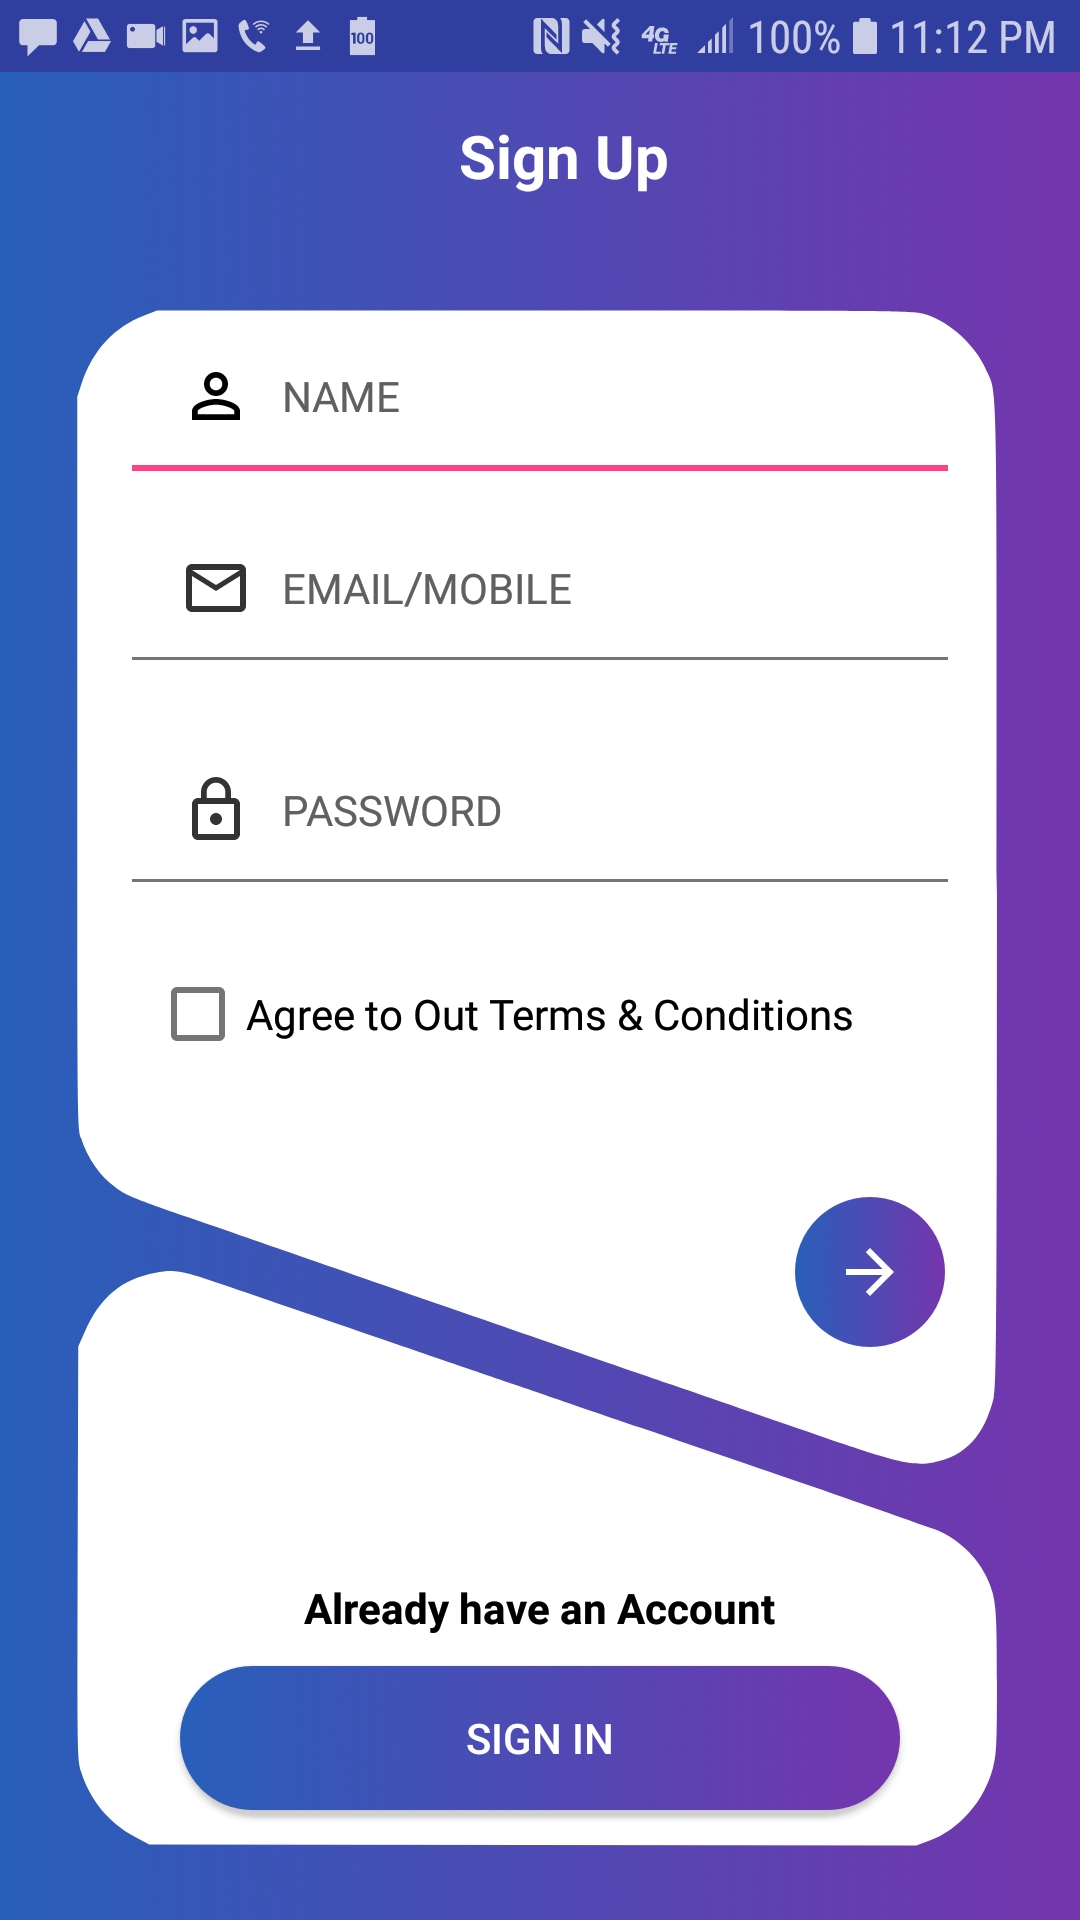 100
4G LTE 100% 11:12 PM
Sign Up
NAME
EMAIL/MOBILE
PASSWORD
Agree to Out Terms & Conditions
Already have an Account
SIGN IN